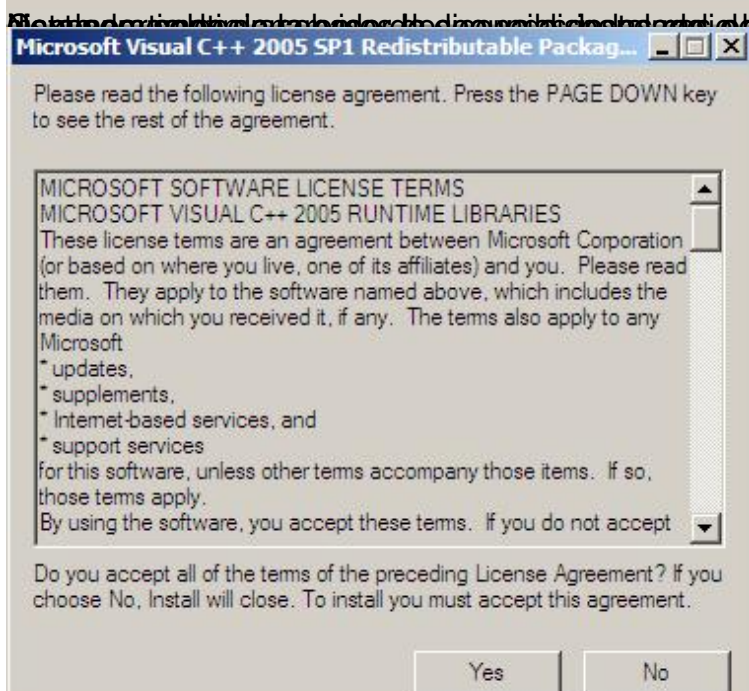 Microsoft Visual C++ 2005 SP1 Redistributable Packag...
Please read the following license agreement. Press the PAGE DOWN key
to see the rest of the agreement.
MICROSOFT SOFTWARE LICENSE TERMS
MICROSOFT VISUAL C++ 2005 RUNTIME LIBRARIES
These license terms are an agreement between Microsoft Corporation
(or based on where you live, one of its affiliates) and you. Please read
them. They apply to the software named above, which includes the
media on which you received it, if any. The terms also apply to any
Microsoft
* updates,
* supplements,
* Internet-based services, and
* support services
for this software, unless other terms accompany those items. If so,
those terms apply.
By using the software, you accept these terms. If you do not accept
Do you accept all of the terms of the preceding License Agreement? If you
choose No, Install will close. To install you must accept this agreement.
Yes
No